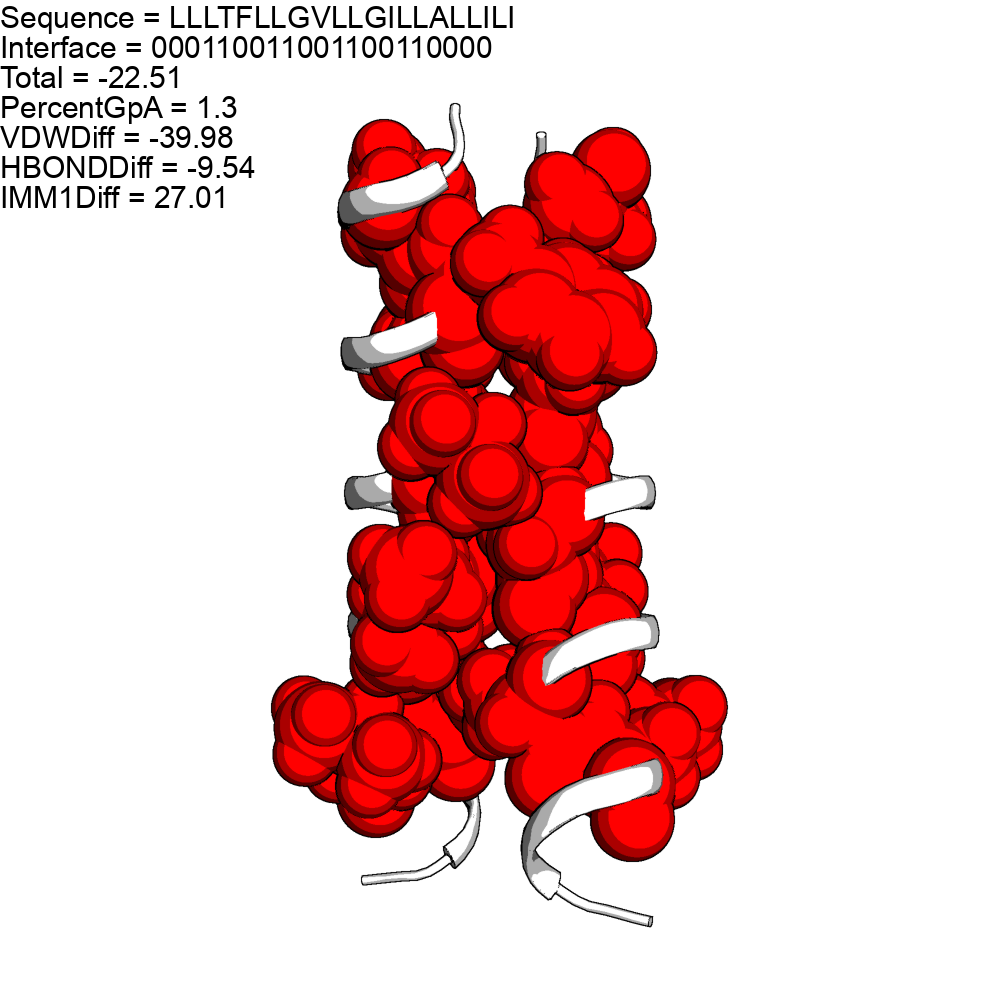 Sequence = LLLTFLLGVLLGILLALLILI
Interface = 000110011001100110000
Total = -22.51
PercentGpA = 1.3
VDWDiff = -39.98
HBONDDiff = -9.54
IMM1Diff = 27.01